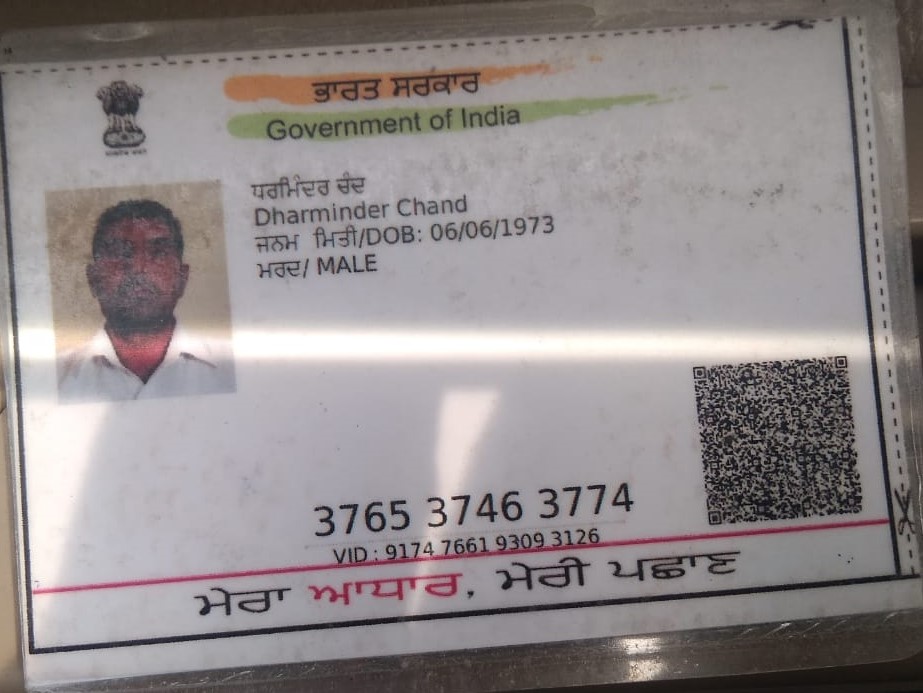 ਭਾਰਤ ਸਰਕਾਰ
Government of India
ਧਰਮਿੰਦਰ ਚੰਦ
Dharminder Chand
ਜਨਮ ਮਿਤੀ/DOB: 06/06/1973
ਮਰਦ/ MALE
3765 3746 3774
VID : 9174 7661 9309 3126
ਮੇਰਾ ਆਧਾਰ, ਮੇਰੀ ਪਛਾਣ